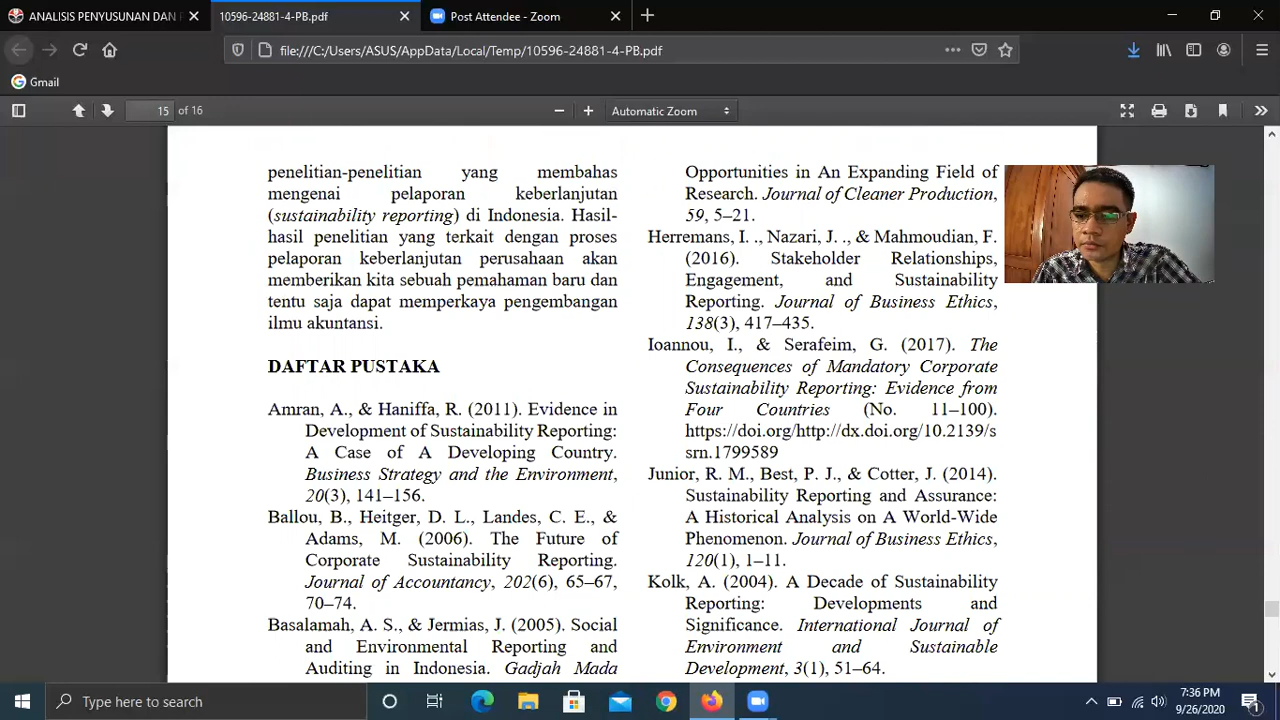 ANALISIS PENYUSUNAN DAN
10596-24881-4-PB.pdf
Post Attendee - Zoom
file:///C:/Users/ASUS/AppData/Local/Temp/10596-24881-4-PB.pdf
Gmail
15 of 16
Automatic Zoom
penelitian-penelitian yang membahas
mengenai pelaporan keberlanjutan
(sustainability reporting) di Indonesia. Hasil-
hasil penelitian yang terkait dengan proses
pelaporan keberlanjutan perusahaan akan
memberikan kita sebuah pemahaman baru dan
tentu saja dapat memperkaya pengembangan
ilmu akuntansi.
DAFTAR PUSTAKA
Amran, A., & Haniffa, R. (2011). Evidence in
Development of Sustainability Reporting:
A Case of A Developing Country.
Business Strategy and the Environment,
20(3), 141–156.
Ballou, B., Heitger, D. L., Landes, C. E., &
Adams, M. (2006). The Future of
Corporate Sustainability Reporting.
Journal of Accountancy, 202(6), 65–67,
70–74.
Basalamah, A. S., & Jermias, J. (2005). Social
and Environmental Reporting and
Auditing in Indonesia. Gadjah Mada
Opportunities in An Expanding Field of
Research. Journal of Cleaner Production,
59, 5–21.
Herremans, I. ., Nazari, J. ., & Mahmoudian, F.
(2016). Stakeholder Relationships,
Engagement, and Sustainability
Reporting. Journal of Business Ethics,
138(3), 417–435.
Ioannou, I., & Serafeim, G. (2017). The
Consequences of Mandatory Corporate
Sustainability Reporting: Evidence from
Four Countries (No. 11–100).
https://doi.org/http://dx.doi.org/10.2139/s
srn.1799589
Junior, R. M., Best, P. J., & Cotter, J. (2014).
Sustainability Reporting and Assurance:
A Historical Analysis on A World-Wide
Phenomenon. Journal of Business Ethics,
120(1), 1–11.
Kolk, A. (2004). A Decade of Sustainability
Reporting: Developments and
Significance. International Journal of
Environment and Sustainable
Development, 3(1), 51–64.
Type here to search
7:36 PM
9/26/2020
1